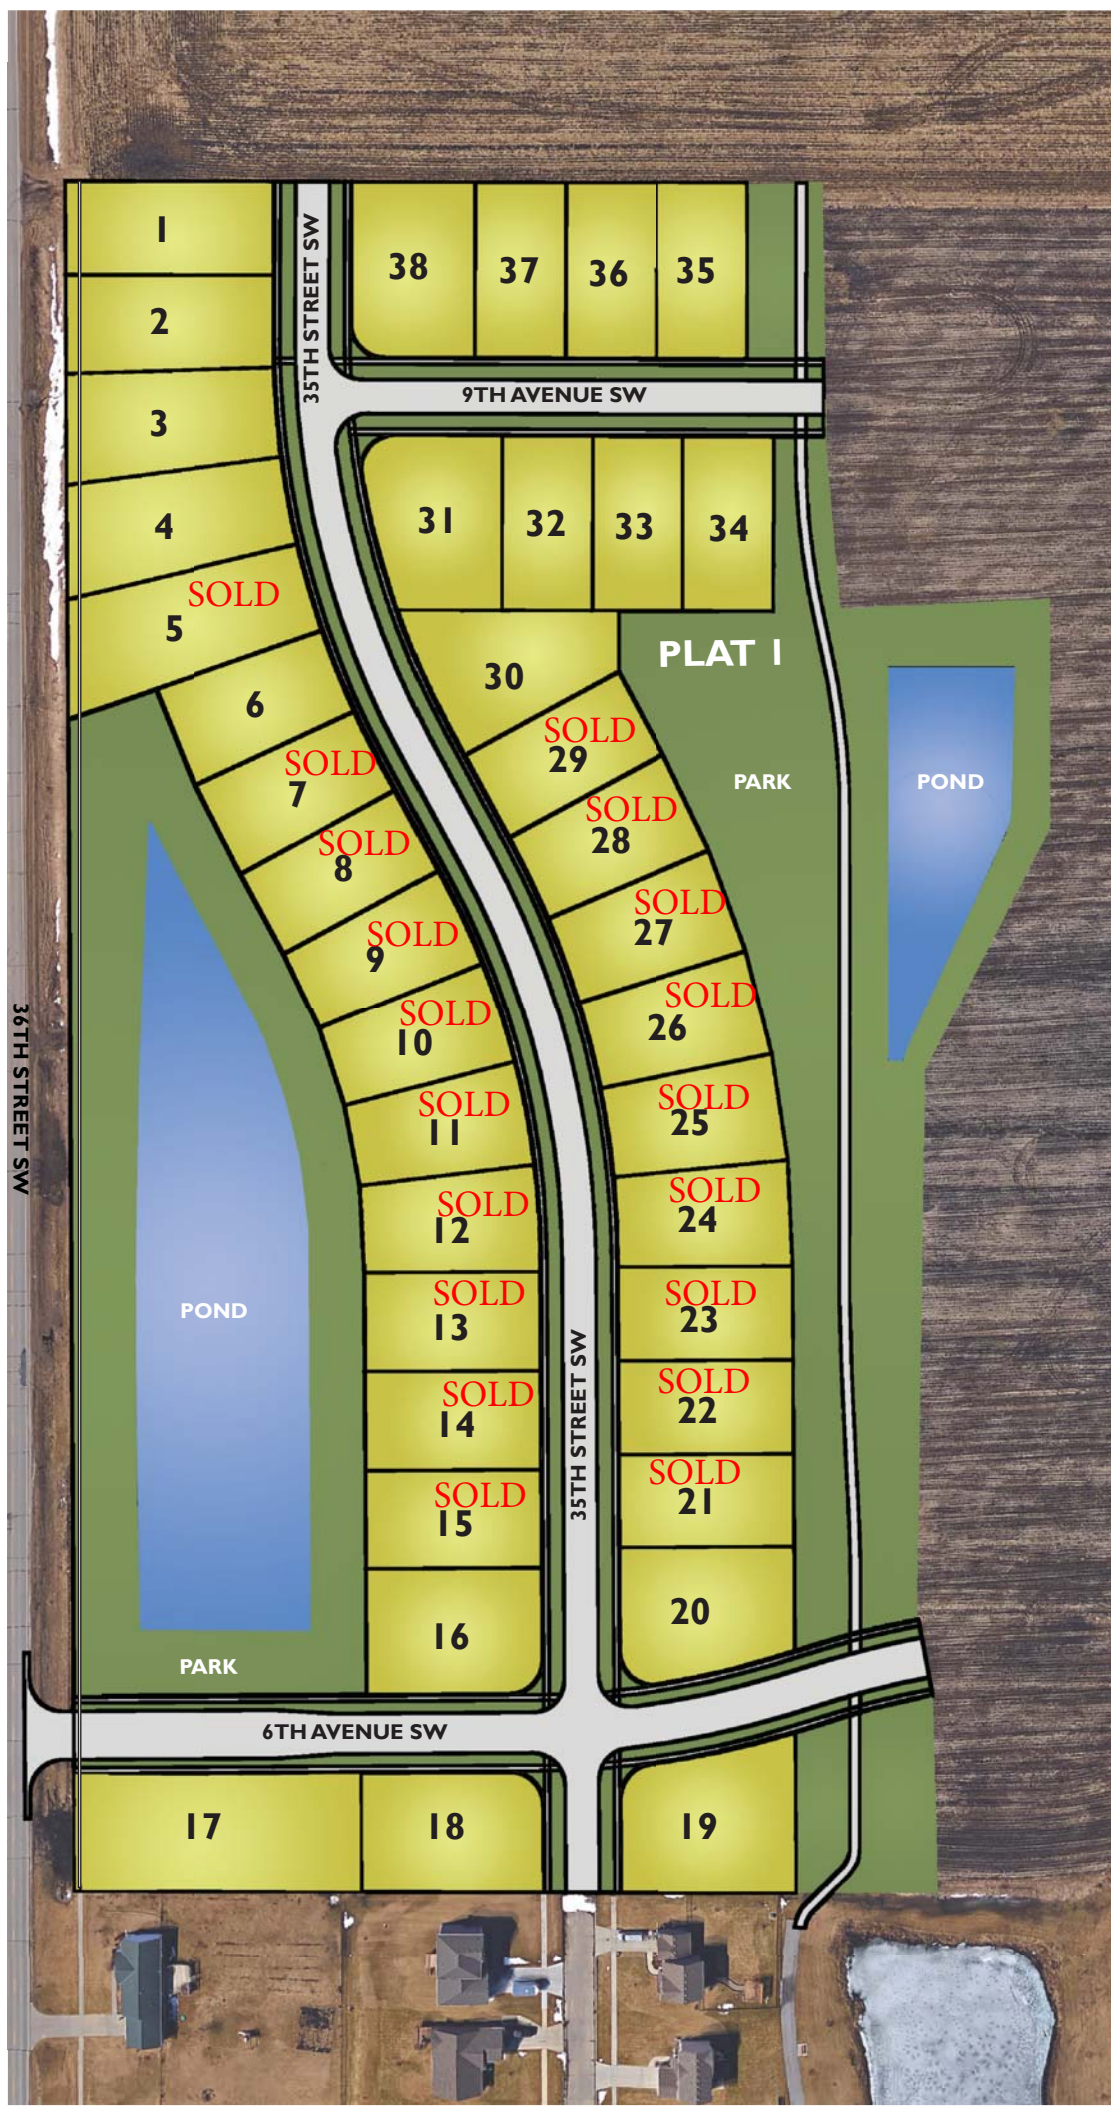 1
35TH STREET SW
38
37
36
35
2
3
9TH AVENUE SW
4
31
32
33
34
SOLD
5
PLAT 1
30
6
SOLD
29
PARK
POND
SOLD
7
SOLD
28
SOLD
8
SOLD
27
SOLD
9
SOLD
26
SOLD
10
36TH STREET SW
SOLD
25
SOLD
11
SOLD
24
SOLD
12
POND
SOLD
13
SOLD
23
35TH STREET SW
SOLD
14
SOLD
22
SOLD
15
SOLD
21
16
20
PARK
6TH AVENUE SW
17
18
19